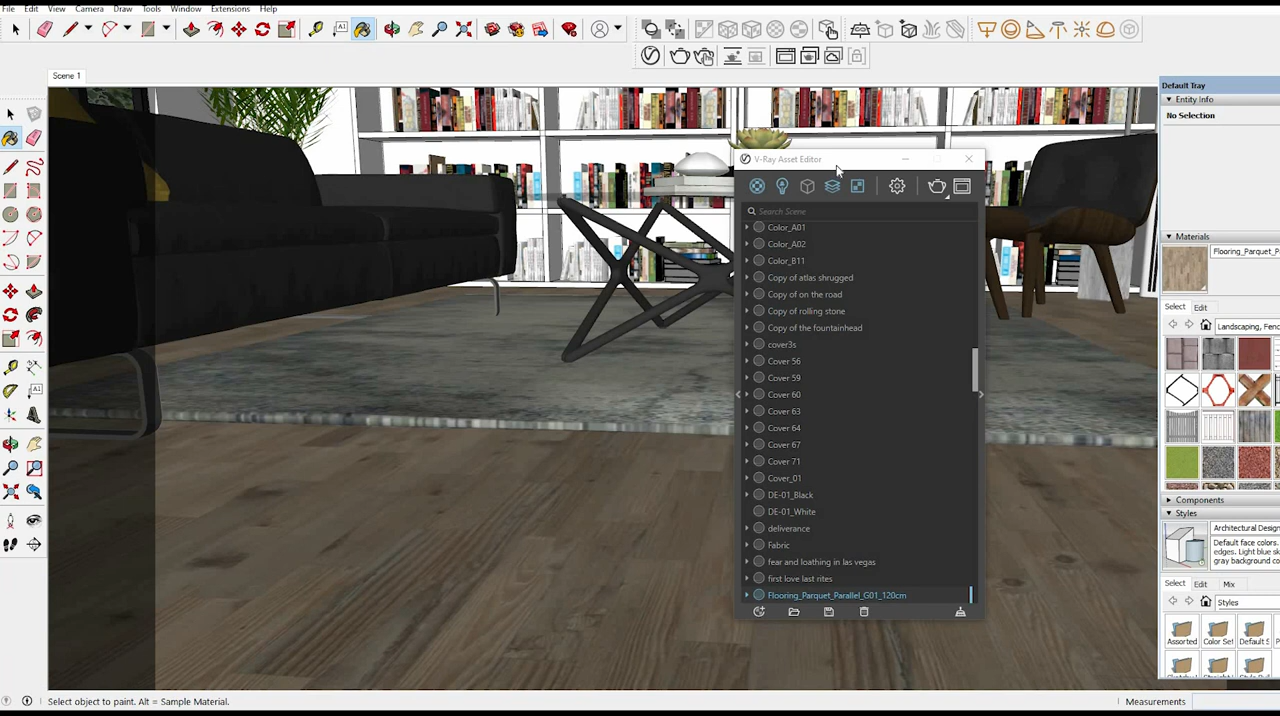 File Edit View Camera Draw Tools Window Extensions Help
Scene 1
Default Tray
Entity Info
No Selection
V-Ray Asset Editor
Search Scene
Color_A01
Color_A02
Color_B11
Copy of atlas shrugged
Copy of on the road
Copy of rolling stone
Copy of the fountainhead
cover3s
Cover 56
Cover 59
Cover 60
Cover 63
Cover 64
Cover 67
Cover 71
Cover_01
DE-01_Black
DE-01_White
deliverance
Fabric
fear and loathing in las vegas
first love last rites
Flooring_Parquet_Parallel_G01_120cm
Materials
Flooring_Parquet_P
Select Edit
Landscaping, Fenc
Components
Styles
Architectural Design
Default face colors.
edges. Light blue sk
gray background co
Select Edit Mix
Styles
Assorted Color Set Default S
Select object to paint. Alt = Sample Material.
Measurements